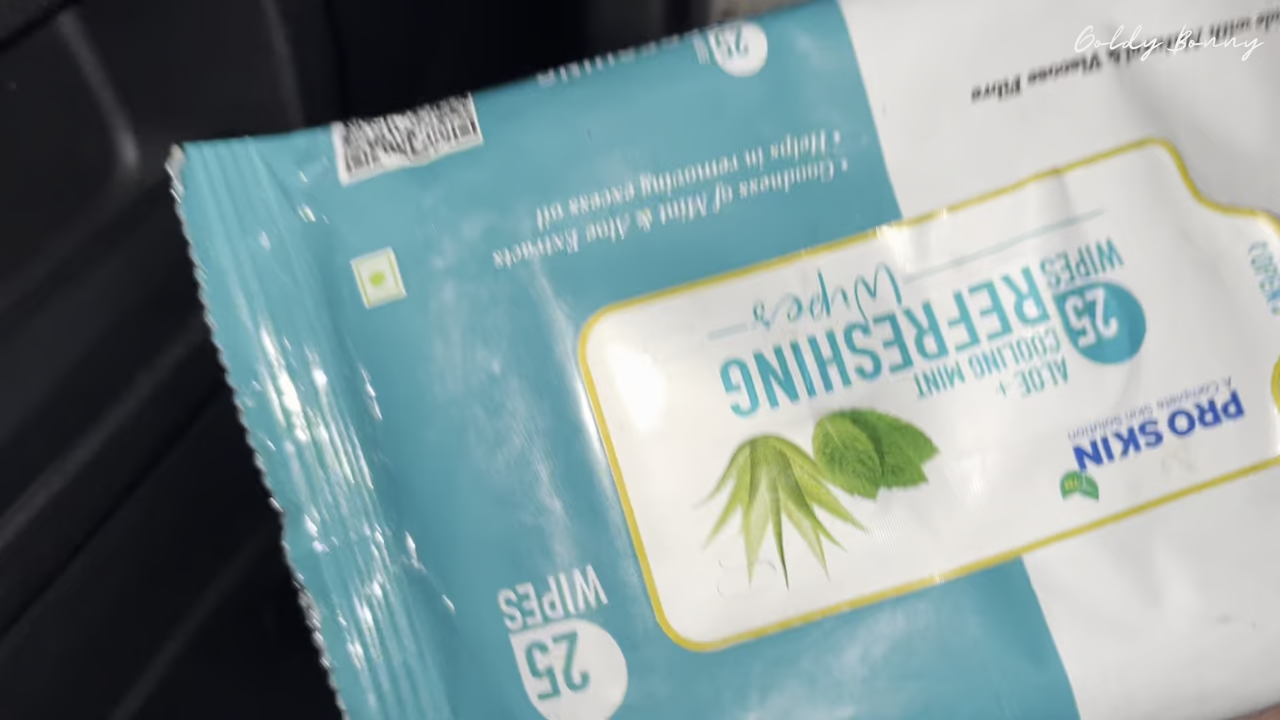 Goldy Bonny
PRO SKIN
A Complete Skin Solution
ALOE +
COOLING MINT
25
WIPES
REFRESHING
Wipes
• Goodness of Mint & Aloe Extracts
• Helps in removing excess oil
Viscose Fibre
25
WIPES
25